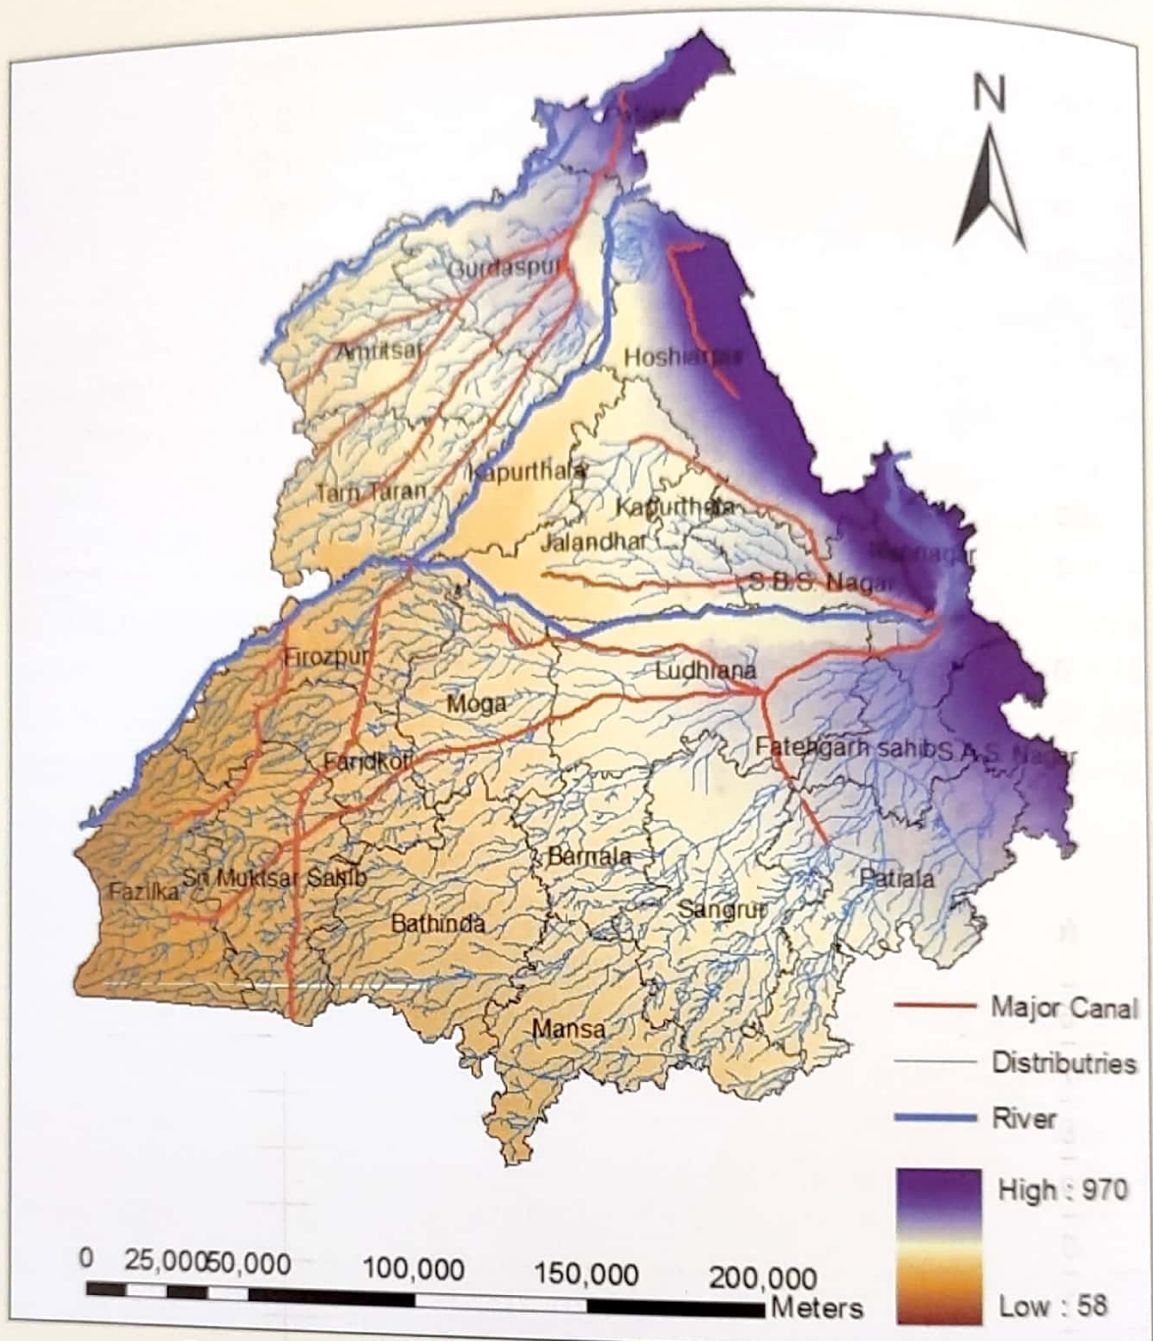 N
Gurdaspur
Amritsar
Hoshiarpur
Kapurthala
Tarn Taran
Kapurthala
Jalandhar
S.B.S. Nagar
Firozpur
Ludhiana
Moga
Fatehgarh sahib
S.A.S. Nagar
Faridkot
Barnala
Sri Muktsar Sahib
Patiala
Fazilka
Sangrur
Bathinda
Mansa
Major Canal
Distributries
River
High : 970
Low : 58
0 25,000 50,000 100,000 150,000 200,000
Meters